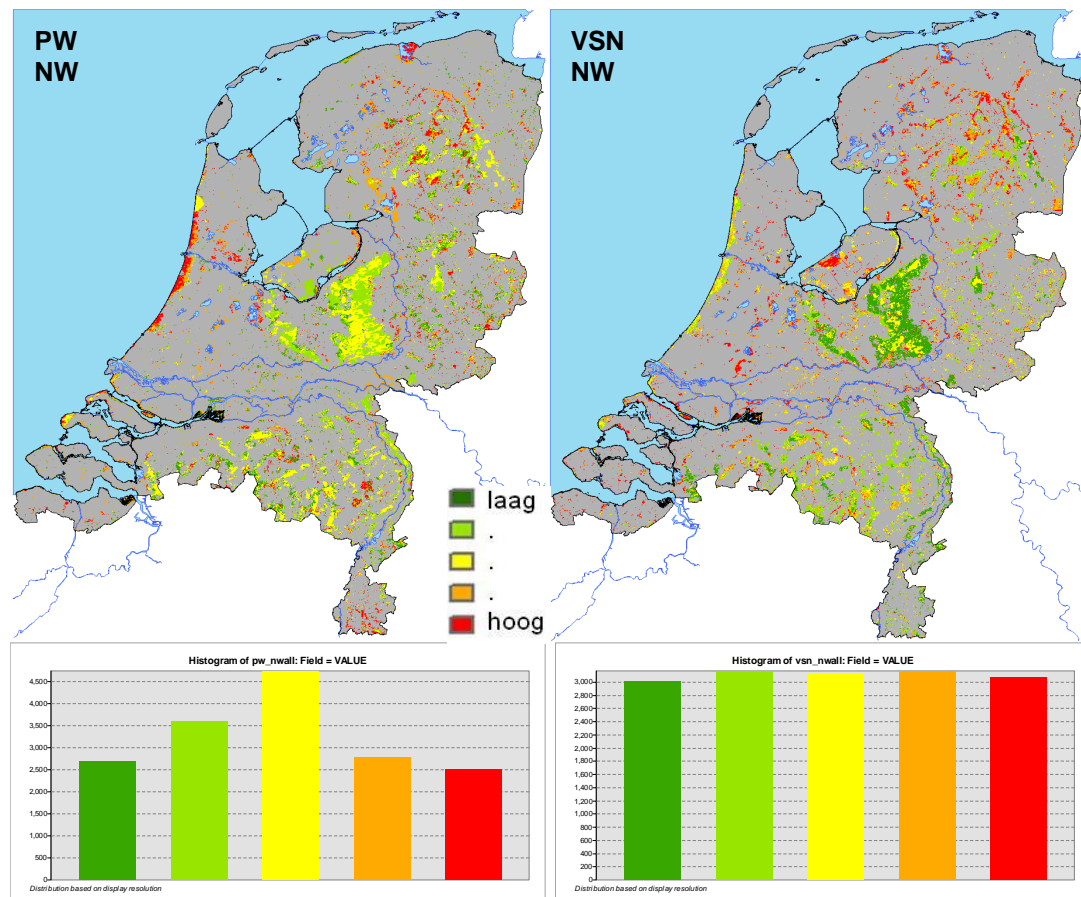 PW
NW
VSN
NW
laag
.
.
.
hoog
Histogram of pw_nwall: Field = VALUE
4,500
4,000
3,500
3,000
2,500
2,000
1,500
1,000
500
0
Distribution based on display resolution
Histogram of vsn_nwall: Field = VALUE
3,000
2,800
2,600
2,400
2,200
2,000
1,800
1,600
1,400
1,200
1,000
800
600
400
200
0
Distribution based on display resolution